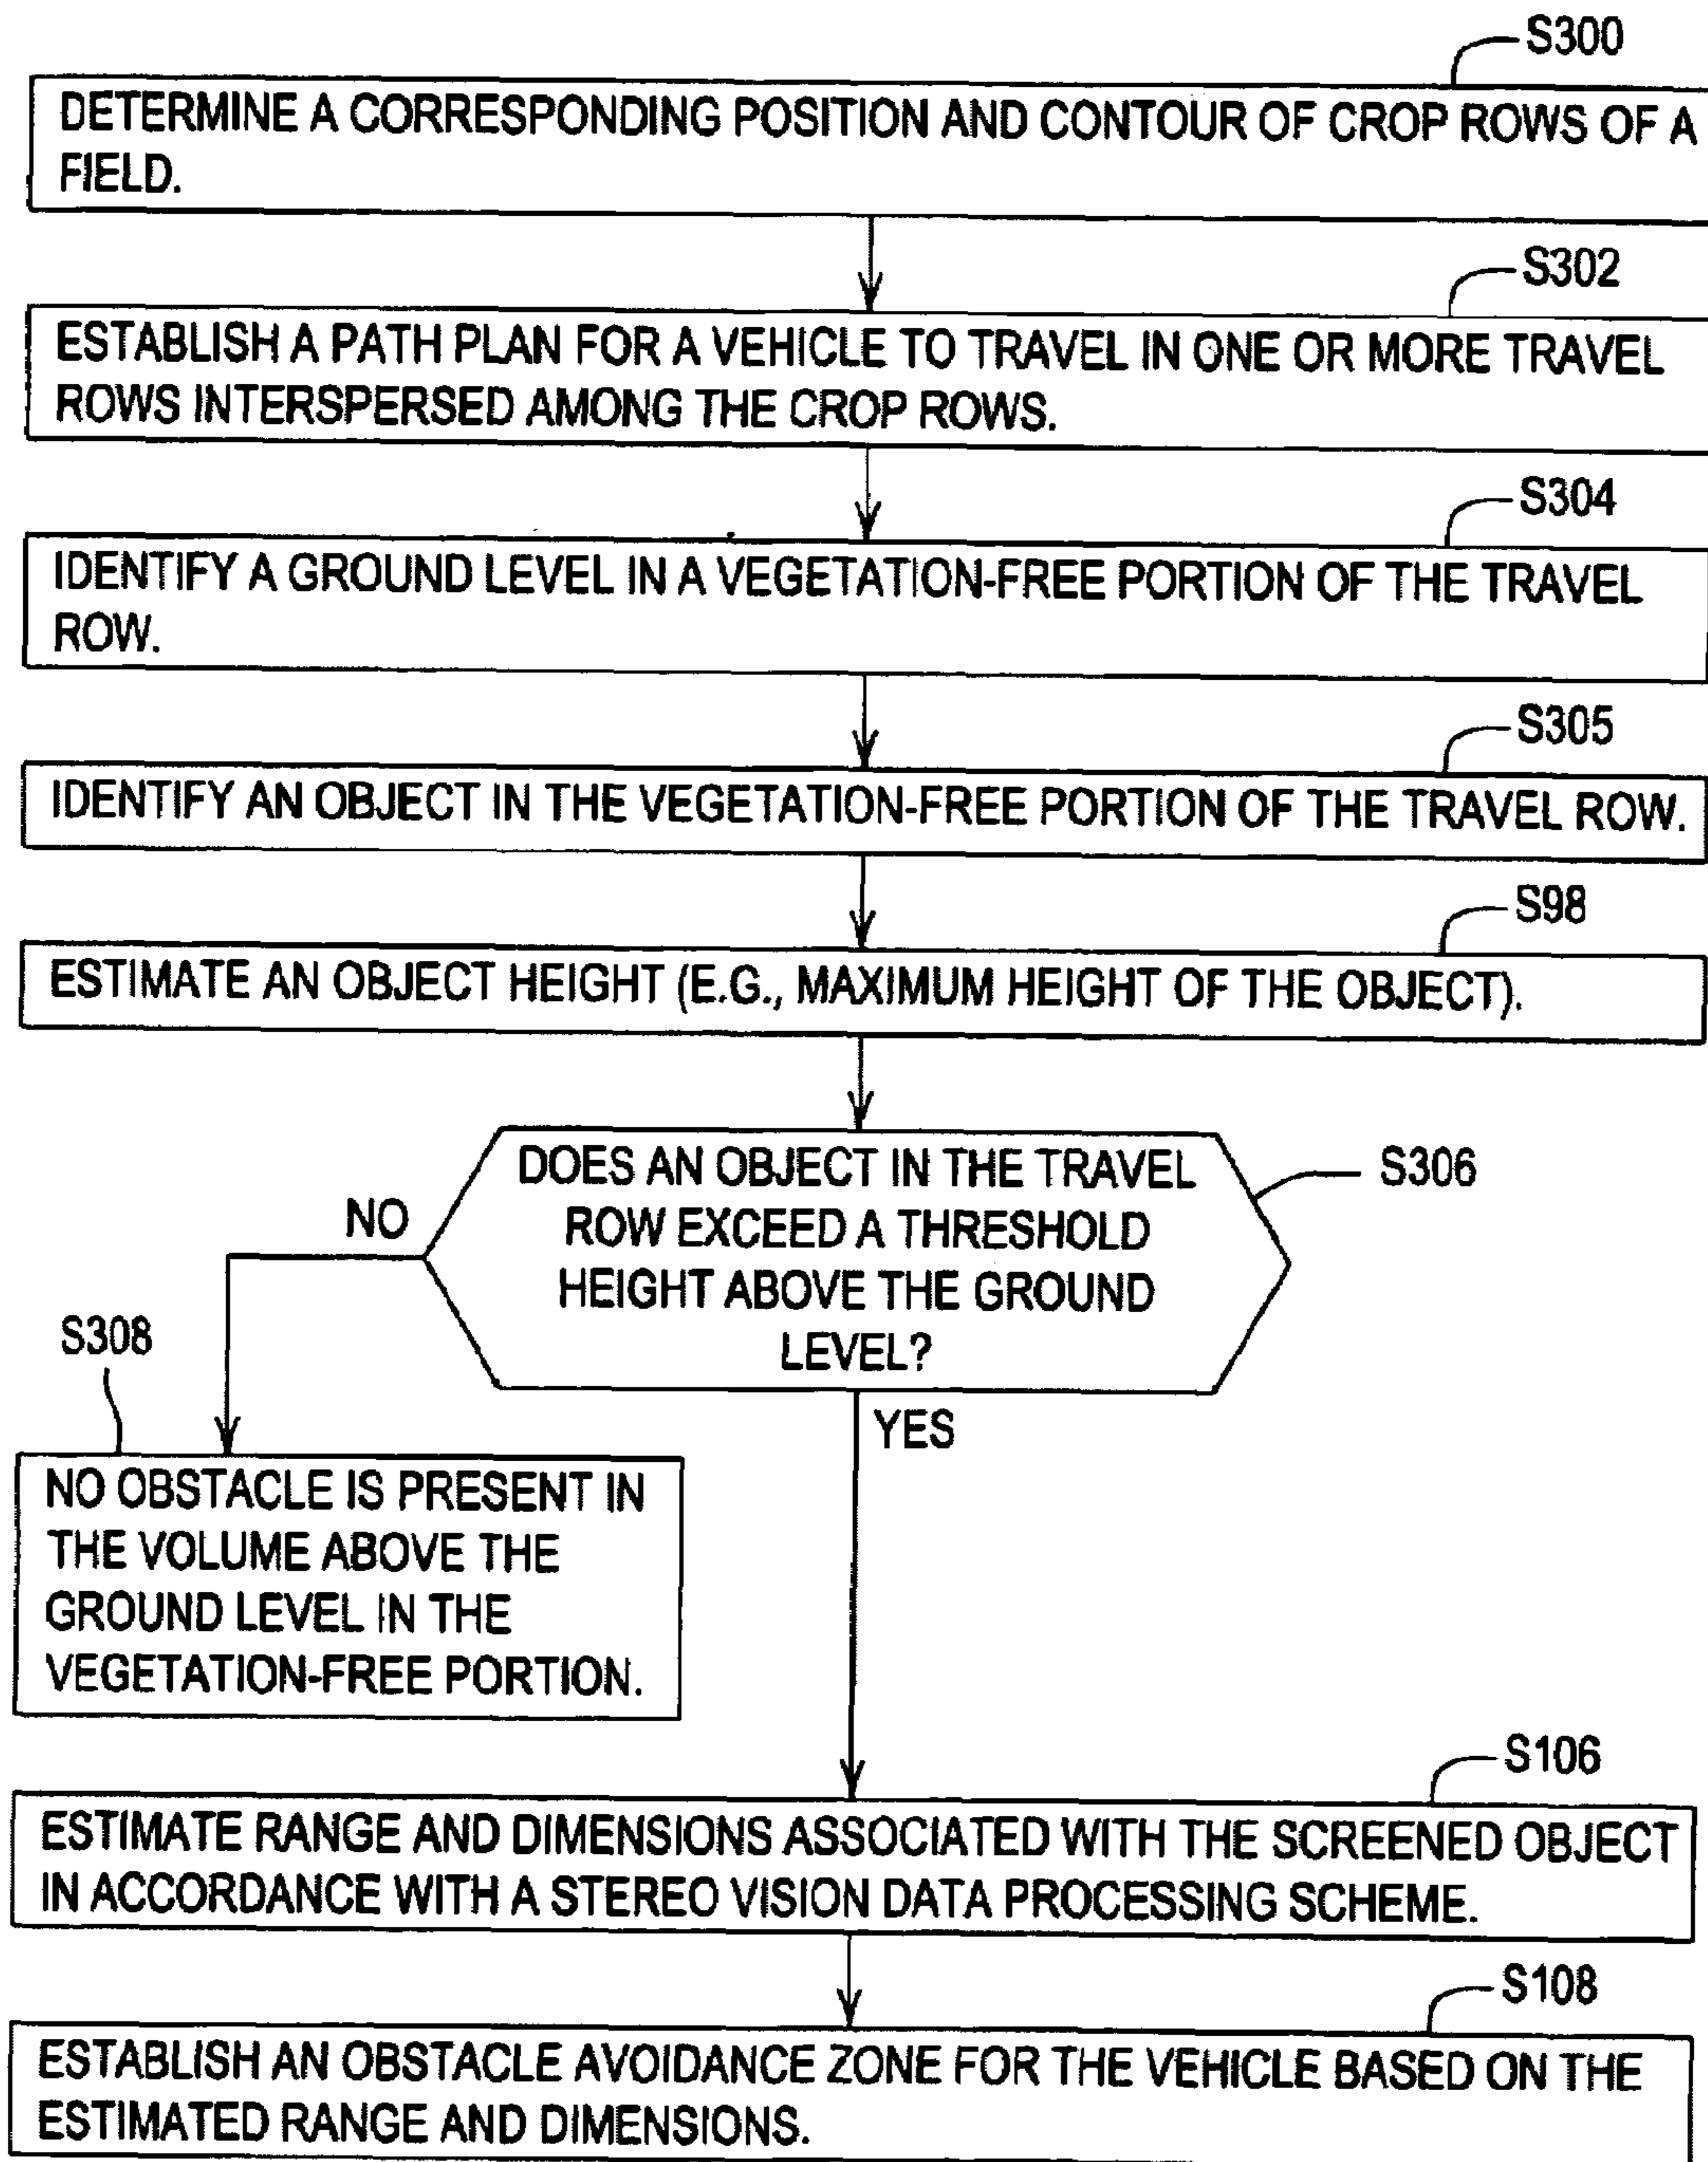 S300
DETERMINE A CORRESPONDING POSITION AND CONTOUR OF CROP ROWS OF A
FIELD.
S302
ESTABLISH A PATH PLAN FOR A VEHICLE TO TRAVEL IN ONE OR MORE TRAVEL
ROWS INTERSPERSED AMONG THE CROP ROWS.
S304
IDENTIFY A GROUND LEVEL IN A VEGETATION-FREE PORTION OF THE TRAVEL
ROW.
S305
IDENTIFY AN OBJECT IN THE VEGETATION-FREE PORTION OF THE TRAVEL ROW.
S98
ESTIMATE AN OBJECT HEIGHT (E.G., MAXIMUM HEIGHT OF THE OBJECT).
DOES AN OBJECT IN THE TRAVEL
ROW EXCEED A THRESHOLD
HEIGHT ABOVE THE GROUND
LEVEL?
S306
NO
YES
S308
NO OBSTACLE IS PRESENT IN
THE VOLUME ABOVE THE
GROUND LEVEL IN THE
VEGETATION-FREE PORTION.
S106
ESTIMATE RANGE AND DIMENSIONS ASSOCIATED WITH THE SCREENED OBJECT
IN ACCORDANCE WITH A STEREO VISION DATA PROCESSING SCHEME.
S108
ESTABLISH AN OBSTACLE AVOIDANCE ZONE FOR THE VEHICLE BASED ON THE
ESTIMATED RANGE AND DIMENSIONS.